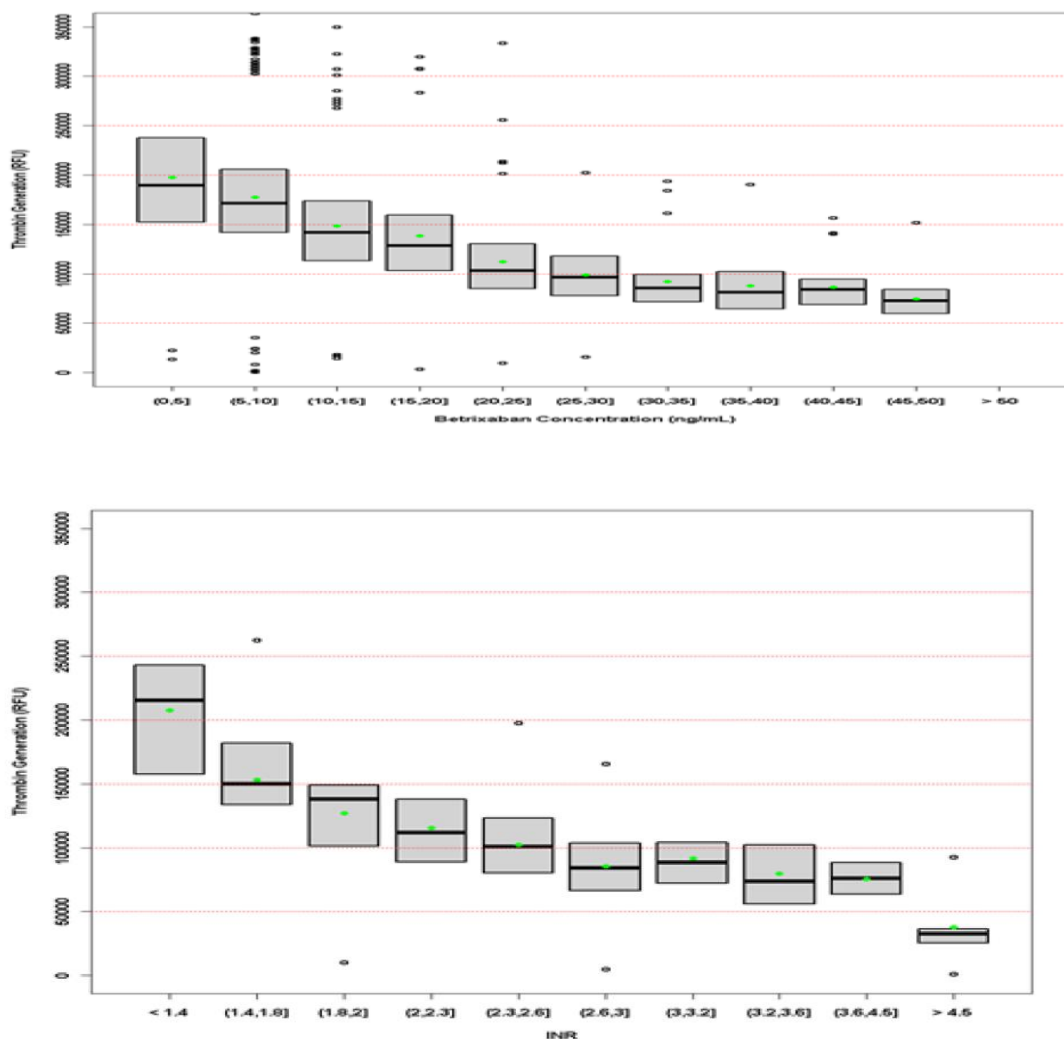 350000
300000
250000
200000
150000
100000
50000
0
Thrombin Generation (RFU)
(0,5] (5,10] (10,15] (15,20] (20,25] (25,30] (30,35] (35,40] (40,45] (45,50] > 50
Betrixaban Concentration (ng/mL)
350000
300000
250000
200000
150000
100000
50000
0
Thrombin Generation (RFU)
< 1.4 (1.4,1.8] (1.8,2] (2,2.3] (2.3,2.6] (2.6,3] (3,3.2] (3.2,3.6] (3.6,4.5] > 4.5
INR